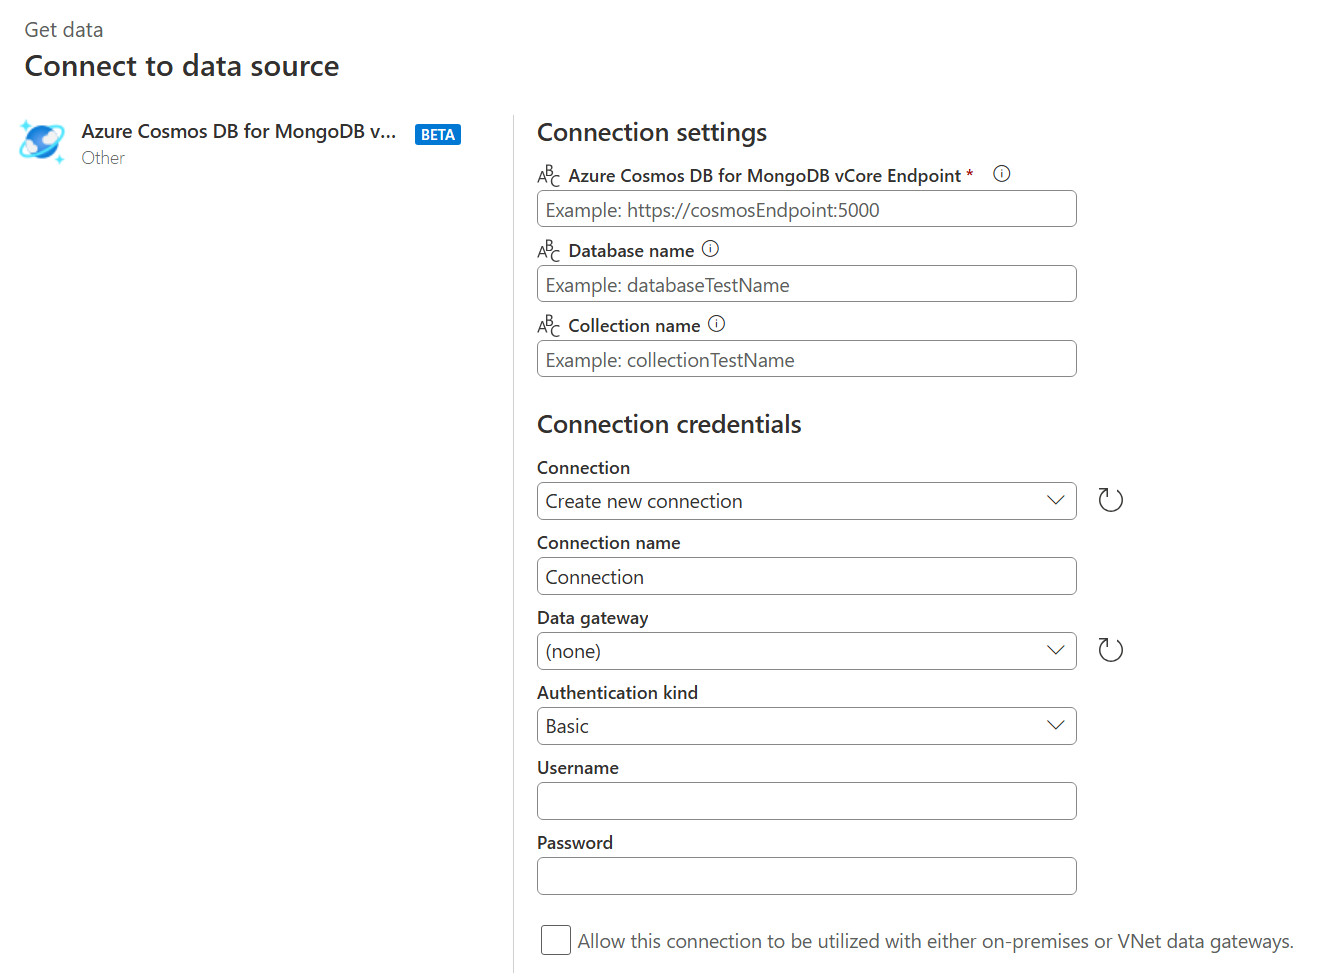 Get data
Connect to data source
Azure Cosmos DB for MongoDB v... BETA
Other
Connection settings
ABC Azure Cosmos DB for MongoDB vCore Endpoint *
Example: https://cosmosEndpoint:5000
ABC Database name
Example: databaseTestName
ABC Collection name
Example: collectionTestName
Connection credentials
Connection
Create new connection
Connection name
Connection
Data gateway
(none)
Authentication kind
Basic
Username
Password
Allow this connection to be utilized with either on-premises or VNet data gateways.